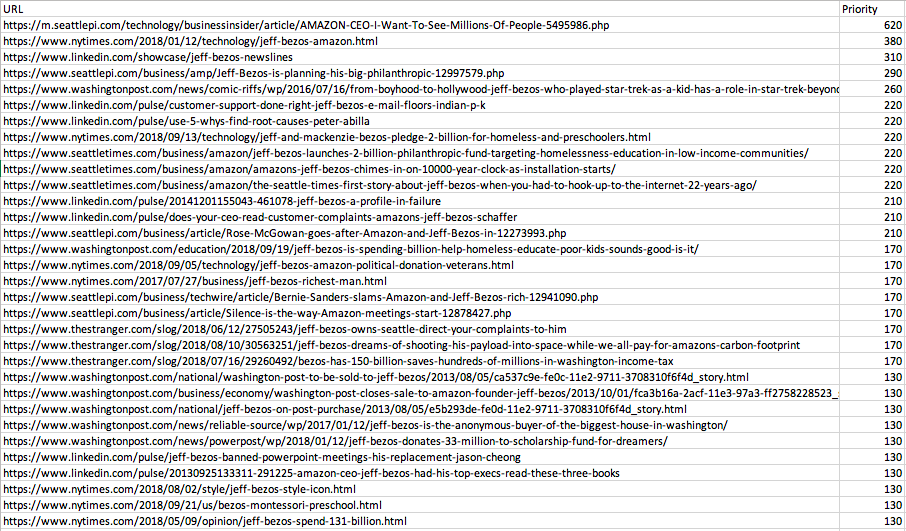 URL Priority
https://m.seattlepi.com/technology/businessinsider/article/AMAZON-CEO-I-Want-To-See-Millions-Of-People-5495986.php 620
https://www.nytimes.com/2018/01/12/technology/jeff-bezos-amazon.html 380
https://www.linkedin.com/showcase/jeff-bezos-newslines 310
https://www.seattlepi.com/business/amp/Jeff-Bezos-is-planning-his-big-philanthropic-12997579.php 290
https://www.washingtonpost.com/news/comic-riffs/wp/2016/07/16/from-boyhood-to-hollywood-jeff-bezos-who-played-star-trek-as-a-kid-has-a-role-in-star-trek-beyond 260
https://www.linkedin.com/pulse/customer-support-done-right-jeff-bezos-e-mail-floors-indian-p-k 220
https://www.linkedin.com/pulse/use-5-whys-find-root-causes-peter-abilla 220
https://www.nytimes.com/2018/09/13/technology/jeff-and-mackenzie-bezos-pledge-2-billion-for-homeless-and-preschoolers.html 220
https://www.seattletimes.com/business/amazon/jeff-bezos-launches-2-billion-philanthropic-fund-targeting-homelessness-education-in-low-income-communities/ 220
https://www.seattletimes.com/business/amazon/amazons-jeff-bezos-chimes-in-on-10000-year-clock-as-installation-starts/ 220
https://www.seattletimes.com/business/amazon/the-seattle-times-first-story-about-jeff-bezos-when-you-had-to-hook-up-to-the-internet-22-years-ago/ 220
https://www.linkedin.com/pulse/20141201155043-461078-jeff-bezos-a-profile-in-failure 210
https://www.linkedin.com/pulse/does-your-ceo-read-customer-complaints-amazons-jeff-bezos-schaffer 210
https://www.seattlepi.com/business/article/Rose-McGowan-goes-after-Amazon-and-Jeff-Bezos-in-12273993.php 210
https://www.washingtonpost.com/education/2018/09/19/jeff-bezos-is-spending-billion-help-homeless-educate-poor-kids-sounds-good-is-it/ 170
https://www.nytimes.com/2018/09/05/technology/jeff-bezos-amazon-political-donation-veterans.html 170
https://www.nytimes.com/2017/07/27/business/jeff-bezos-richest-man.html 170
https://www.seattlepi.com/business/techwire/article/Bernie-Sanders-slams-Amazon-and-Jeff-Bezos-rich-12941090.php 170
https://www.seattlepi.com/business/article/Silence-is-the-way-Amazon-meetings-start-12878427.php 170
https://www.thestranger.com/slog/2018/06/12/27505243/jeff-bezos-owns-seattle-direct-your-complaints-to-him 170
https://www.thestranger.com/slog/2018/08/10/30563251/jeff-bezos-dreams-of-shooting-his-payload-into-space-while-we-all-pay-for-amazons-carbon-footprint 170
https://www.thestranger.com/slog/2018/07/16/29260492/bezos-has-150-billion-saves-hundreds-of-millions-in-washington-income-tax 170
https://www.washingtonpost.com/national/washington-post-to-be-sold-to-jeff-bezos/2013/08/05/ca537c9e-fe0c-11e2-9711-3708310f6f4d_story.html 130
https://www.washingtonpost.com/business/economy/washington-post-closes-sale-to-amazon-founder-jeff-bezos/2013/10/01/fca3b16a-2acf-11e3-97a3-ff2758228523_s 130
https://www.washingtonpost.com/national/jeff-bezos-on-post-purchase/2013/08/05/e5b293de-fe0d-11e2-9711-3708310f6f4d_story.html 130
https://www.washingtonpost.com/news/reliable-source/wp/2017/01/12/jeff-bezos-is-the-anonymous-buyer-of-the-biggest-house-in-washington/ 130
https://www.washingtonpost.com/news/powerpost/wp/2018/01/12/jeff-bezos-donates-33-million-to-scholarship-fund-for-dreamers/ 130
https://www.linkedin.com/pulse/jeff-bezos-banned-powerpoint-meetings-his-replacement-jason-cheong 130
https://www.linkedin.com/pulse/20130925133311-291225-amazon-ceo-jeff-bezos-had-his-top-execs-read-these-three-books 130
https://www.nytimes.com/2018/08/02/style/jeff-bezos-style-icon.html 130
https://www.nytimes.com/2018/09/21/us/bezos-montessori-preschool.html 130
https://www.nytimes.com/2018/05/09/opinion/jeff-bezos-spend-131-billion.html 130